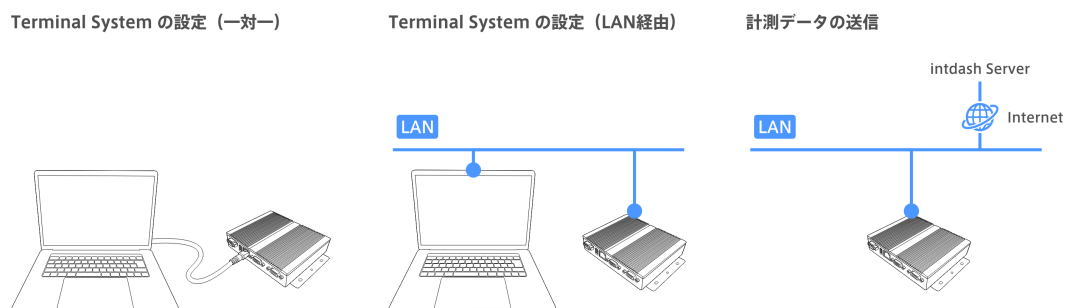 Terminal System の設定（一対一）
Terminal System の設定（LAN経由）
計測データの送信
LAN
LAN
intdash Server
Internet